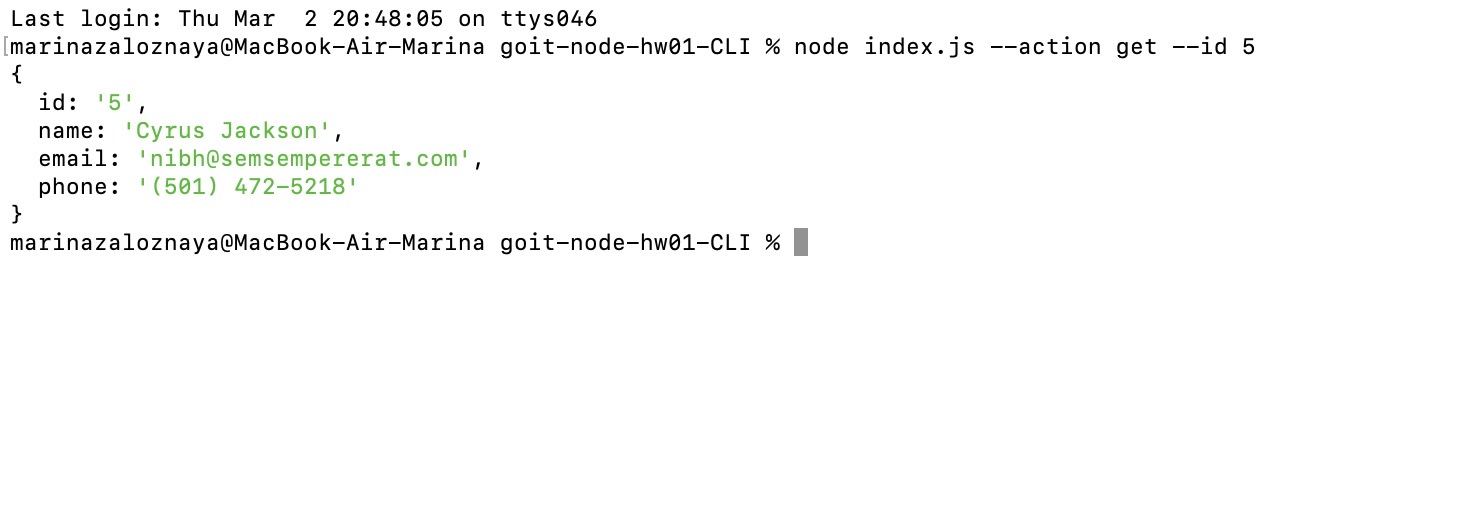 Last login: Thu Mar  2 20:48:05 on ttys046
[marinazaloznaya@MacBook-Air-Marina goit-node-hw01-CLI % node index.js --action get --id 5
{
  id: '5',
  name: 'Cyrus Jackson',
  email: 'nibh@semsempererat.com',
  phone: '(501) 472-5218'
}
marinazaloznaya@MacBook-Air-Marina goit-node-hw01-CLI %